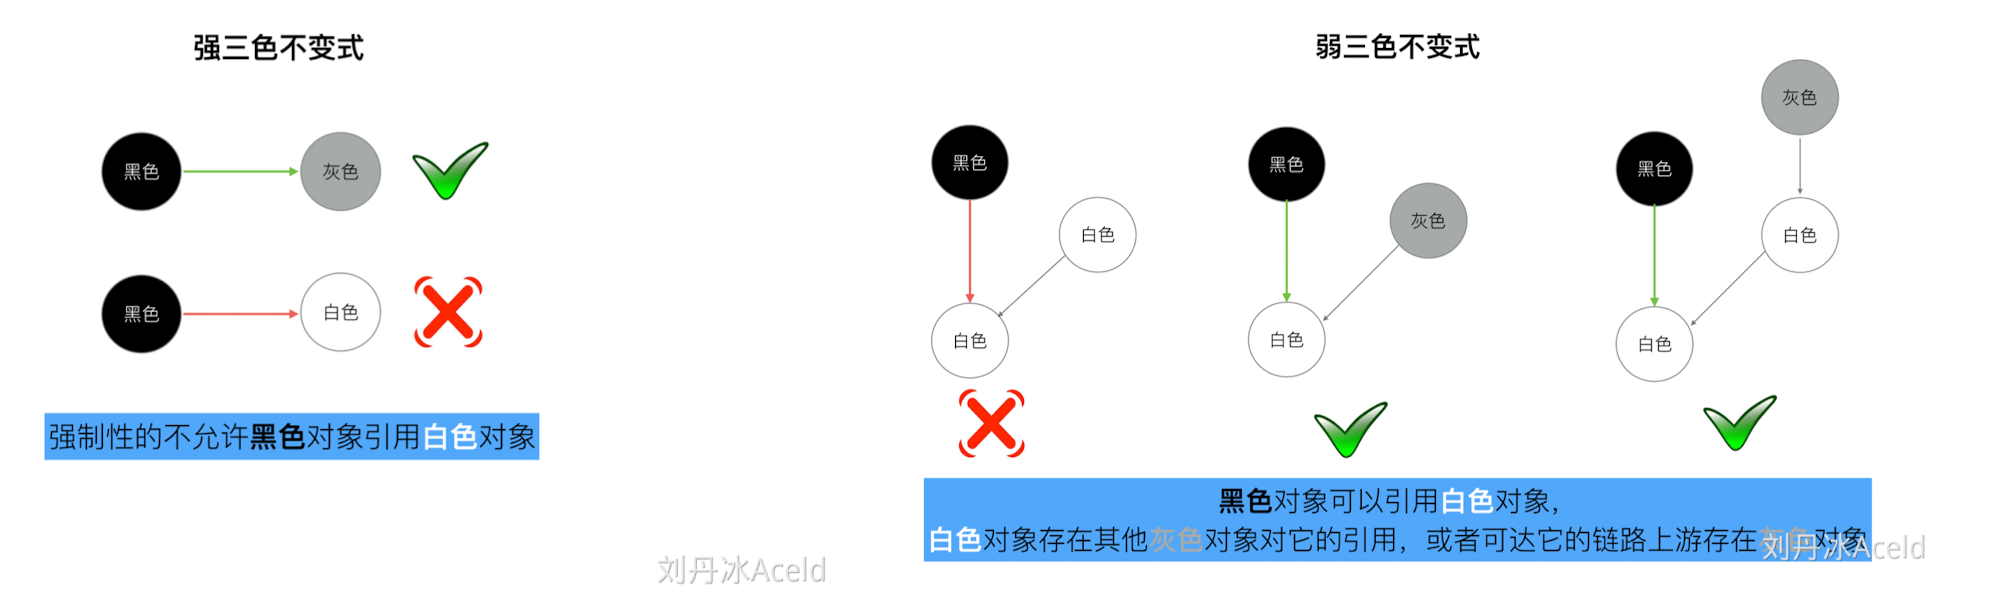 强三色不变式
黑色
灰色
黑色
白色
强制性的不允许黑色对象引用白色对象
刘丹冰Aceld
弱三色不变式
黑色
白色
白色
黑色
灰色
白色
灰色
黑色
白色
白色
黑色对象可以引用白色对象，
白色对象存在其他灰色对象对它的引用，或者可达它的链路上游存在灰色对象
刘丹冰Aceld